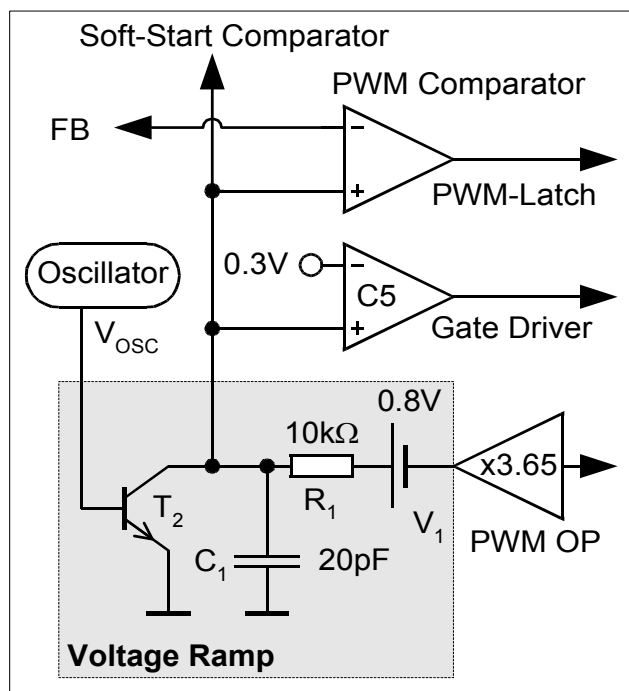 Soft-Start Comparator
PWM Comparator
FB
−
+
PWM-Latch
Oscillator
0.3V
−
C5
+
Gate Driver
VOSC
0.8V
10kΩ
x3.65
T2
R1
V1
PWM OP
C1
20pF
Voltage Ramp